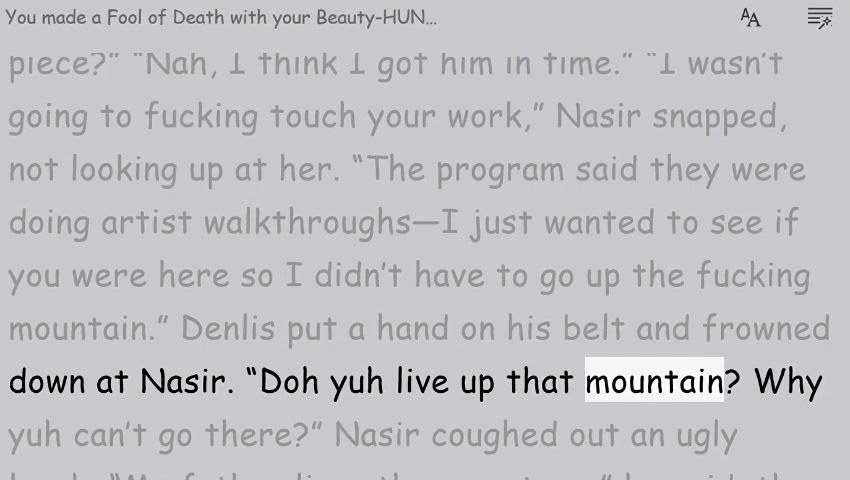 You made a Fool of Death with your Beauty-HUN...
AA
piece?” “Nah, I think I got him in time.” “I wasn’t
going to fucking touch your work,” Nasir snapped,
not looking up at her. “The program said they were
doing artist walkthroughs—I just wanted to see if
you were here so I didn’t have to go up the fucking
mountain.” Denlis put a hand on his belt and frowned
down at Nasir. “Doh yuh live up that mountain? Why
yuh can’t go there?” Nasir coughed out an ugly